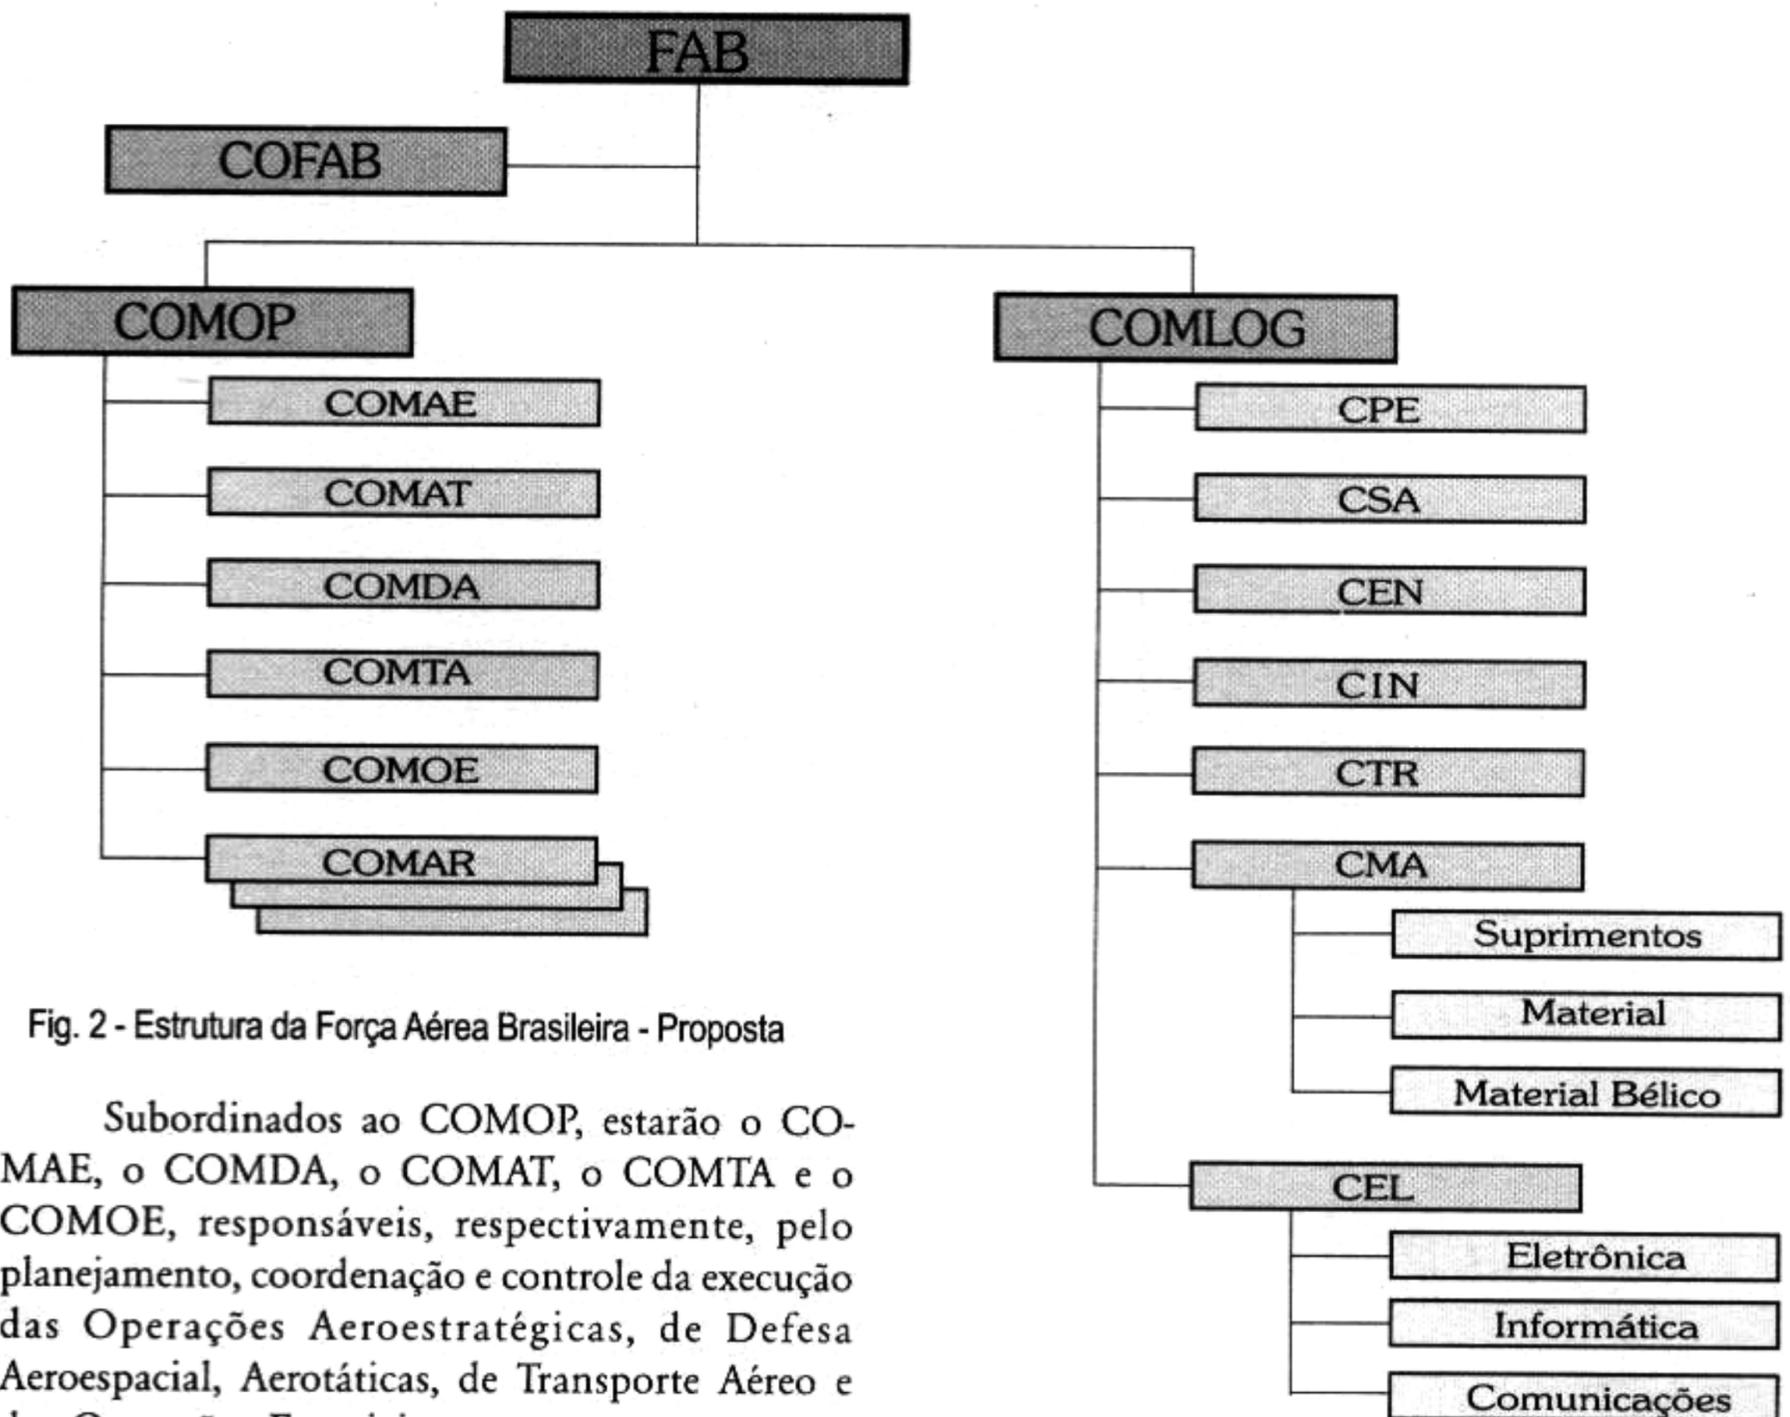 FAB
COFAB
COMOP
COMAE
COMAT
COMDA
COMTA
COMOE
COMAR
COMLOG
CPE
CSA
CEN
CIN
CTR
CMA
Suprimentos
Material
Material Bélico
CEL
Eletrônica
Informática
Comunicações
Fig. 2 - Estrutura da Força Aérea Brasileira - Proposta
Subordinados ao COMOP, estarão o CO-
MAE, o COMDA, o COMAT, o COMTA e o
COMOE, responsáveis, respectivamente, pelo
planejamento, coordenação e controle da execução
das Operações Aeroestratégicas, de Defesa
Aeroespacial, Aerotáticas, de Transporte Aéreo e